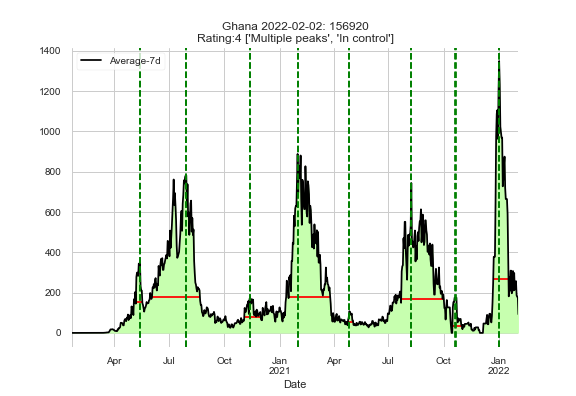 Ghana 2022-02-02: 156920
Rating:4 ['Multiple peaks', 'In control']
Average-7d
1400
1200
1000
800
600
400
200
0
Apr Jul Oct Jan Apr Jul Oct Jan
2021 2022
Date